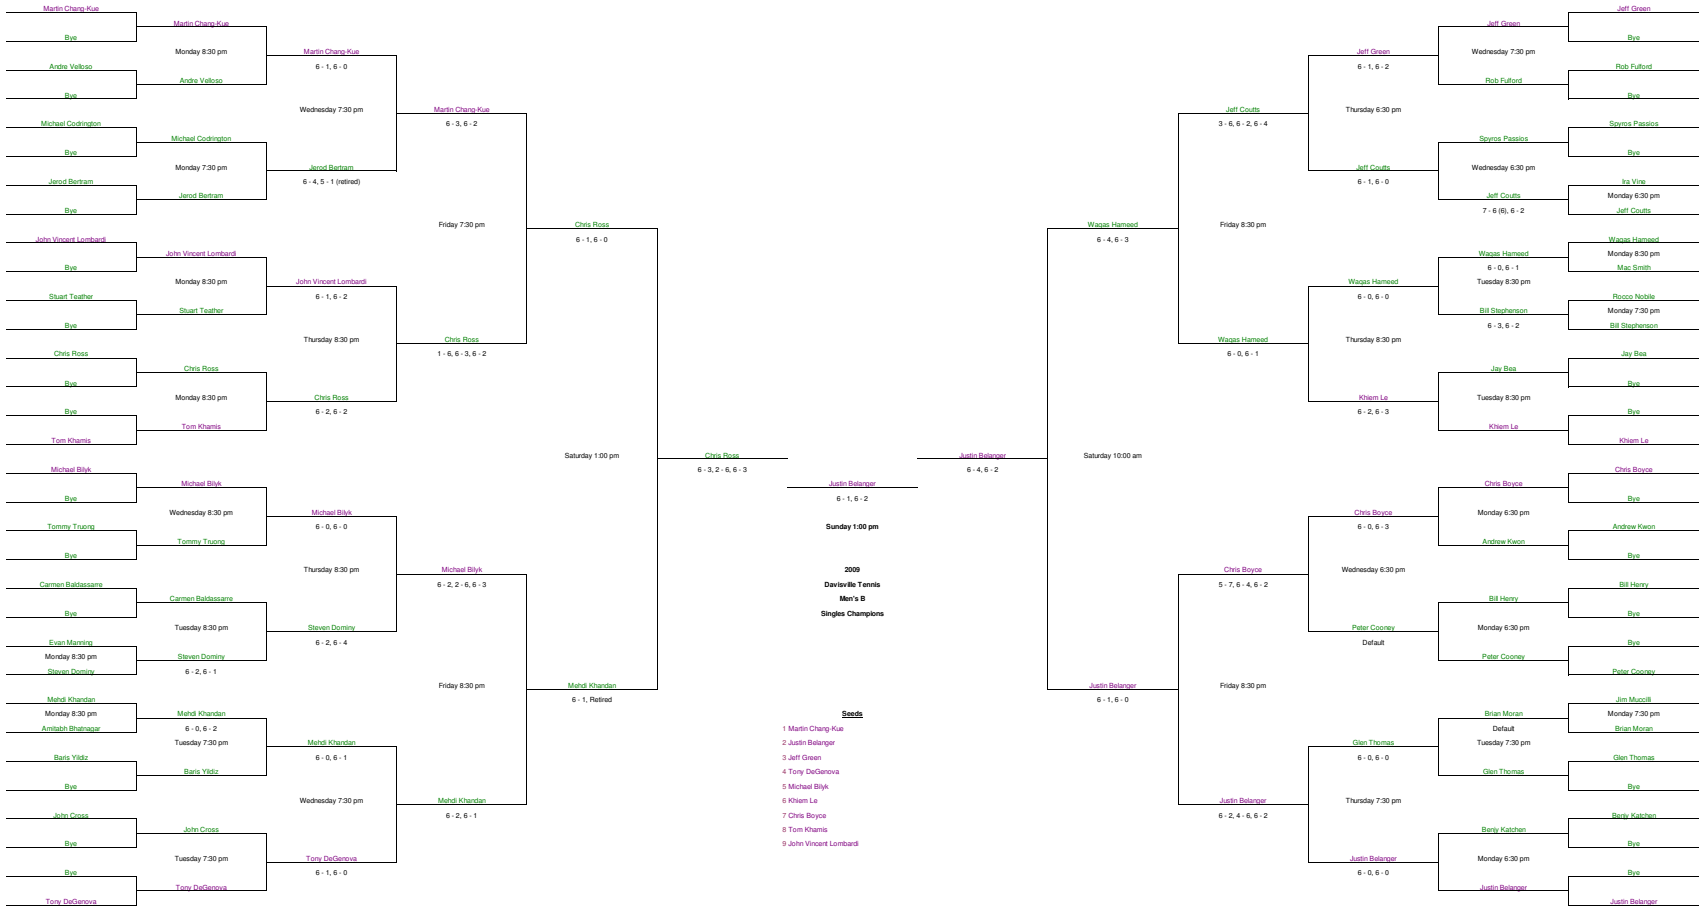 Martin Chang-Kue
Bye
Andre Velloso
Bye
Michael Codrington
Bye
Jerod Bertram
Bye
John Vincent Lombardi
Bye
Stuart Teather
Bye
Chris Ross
Bye
Bye
Tom Khamis
Michael Bilyk
Bye
Tommy Truong
Bye
Carmen Baldassarre
Bye
Evan Manning
Monday 8:30 pm
Steven Dominy
Mehdi Khandan
Monday 8:30 pm
Amitabh Bhatnagar
Baris Yildiz
Bye
John Cross
Bye
Bye
Tony DeGenova
Martin Chang-Kue
Monday 8:30 pm
Andre Velloso
Michael Codrington
Monday 7:30 pm
Jerod Bertram
John Vincent Lombardi
Monday 8:30 pm
Stuart Teather
Chris Ross
Monday 8:30 pm
Tom Khamis
Michael Bilyk
Wednesday 8:30 pm
Tommy Truong
Carmen Baldassarre
Tuesday 8:30 pm
Steven Dominy
6 - 2, 6 - 1
Mehdi Khandan
6 - 0, 6 - 2
Tuesday 7:30 pm
Baris Yildiz
John Cross
Tuesday 7:30 pm
Tony DeGenova
Martin Chang-Kue
6 - 1, 6 - 0
Wednesday 7:30 pm
Jerod Bertram
6 - 4, 5 - 1 (retired)
John Vincent Lombardi
6 - 1, 6 - 2
Thursday 8:30 pm
Chris Ross
6 - 2, 6 - 2
Michael Bilyk
6 - 0, 6 - 0
Thursday 8:30 pm
Steven Dominy
6 - 2, 6 - 4
Mehdi Khandan
6 - 0, 6 - 1
Wednesday 7:30 pm
Tony DeGenova
6 - 1, 6 - 0
Martin Chang-Kue
6 - 3, 6 - 2
Friday 7:30 pm
Chris Ross
1 - 6, 6 - 3, 6 - 2
Michael Bilyk
6 - 2, 2 - 6, 6 - 3
Friday 8:30 pm
Mehdi Khandan
6 - 2, 6 - 1
Chris Ross
6 - 1, 6 - 0
Saturday 1:00 pm
Mehdi Khandan
6 - 1, Retired
Chris Ross
6 - 3, 2 - 6, 6 - 3
Justin Belanger
6 - 1, 6 - 2
Sunday 1:00 pm
2009
Davisville Tennis
Men's B
Singles Champions
Seeds
1 Martin Chang-Kue
2 Justin Belanger
3 Jeff Green
4 Tony DeGenova
5 Michael Bilyk
6 Khiem Le
7 Chris Boyce
8 Tom Khamis
9 John Vincent Lombardi
Justin Belanger
6 - 4, 6 - 2
Waqas Hameed
6 - 4, 6 - 3
Saturday 10:00 am
Justin Belanger
6 - 1, 6 - 0
Jeff Coutts
3 - 6, 6 - 2, 6 - 4
Friday 8:30 pm
Waqas Hameed
6 - 0, 6 - 1
Chris Boyce
5 - 7, 6 - 4, 6 - 2
Friday 8:30 pm
Justin Belanger
6 - 2, 4 - 6, 6 - 2
Jeff Green
6 - 1, 6 - 2
Thursday 6:30 pm
Jeff Coutts
6 - 1, 6 - 0
Waqas Hameed
6 - 0, 6 - 0
Thursday 8:30 pm
Khiem Le
6 - 2, 6 - 3
Chris Boyce
6 - 0, 6 - 3
Wednesday 6:30 pm
Peter Cooney
Default
Glen Thomas
6 - 0, 6 - 0
Thursday 7:30 pm
Justin Belanger
6 - 0, 6 - 0
Jeff Green
Wednesday 7:30 pm
Rob Fulford
Spyros Passios
Wednesday 6:30 pm
Jeff Coutts
7 - 6 (6), 6 - 2
Waqas Hameed
6 - 0, 6 - 1
Tuesday 8:30 pm
Bill Stephenson
6 - 3, 6 - 2
Jay Bea
Tuesday 8:30 pm
Khiem Le
Chris Boyce
Monday 6:30 pm
Andrew Kwon
Bill Henry
Monday 6:30 pm
Peter Cooney
Brian Moran
Default
Tuesday 7:30 pm
Glen Thomas
Benjy Katchen
Monday 6:30 pm
Justin Belanger
Jeff Green
Bye
Rob Fulford
Bye
Spyros Passios
Bye
Ira Vine
Monday 6:30 pm
Jeff Coutts
Waqas Hameed
Monday 8:30 pm
Mac Smith
Rocco Nobile
Monday 7:30 pm
Bill Stephenson
Jay Bea
Bye
Bye
Khiem Le
Chris Boyce
Bye
Andrew Kwon
Bye
Bill Henry
Bye
Bye
Peter Cooney
Jim Muccilli
Monday 7:30 pm
Brian Moran
Glen Thomas
Bye
Benjy Katchen
Bye
Bye
Justin Belanger